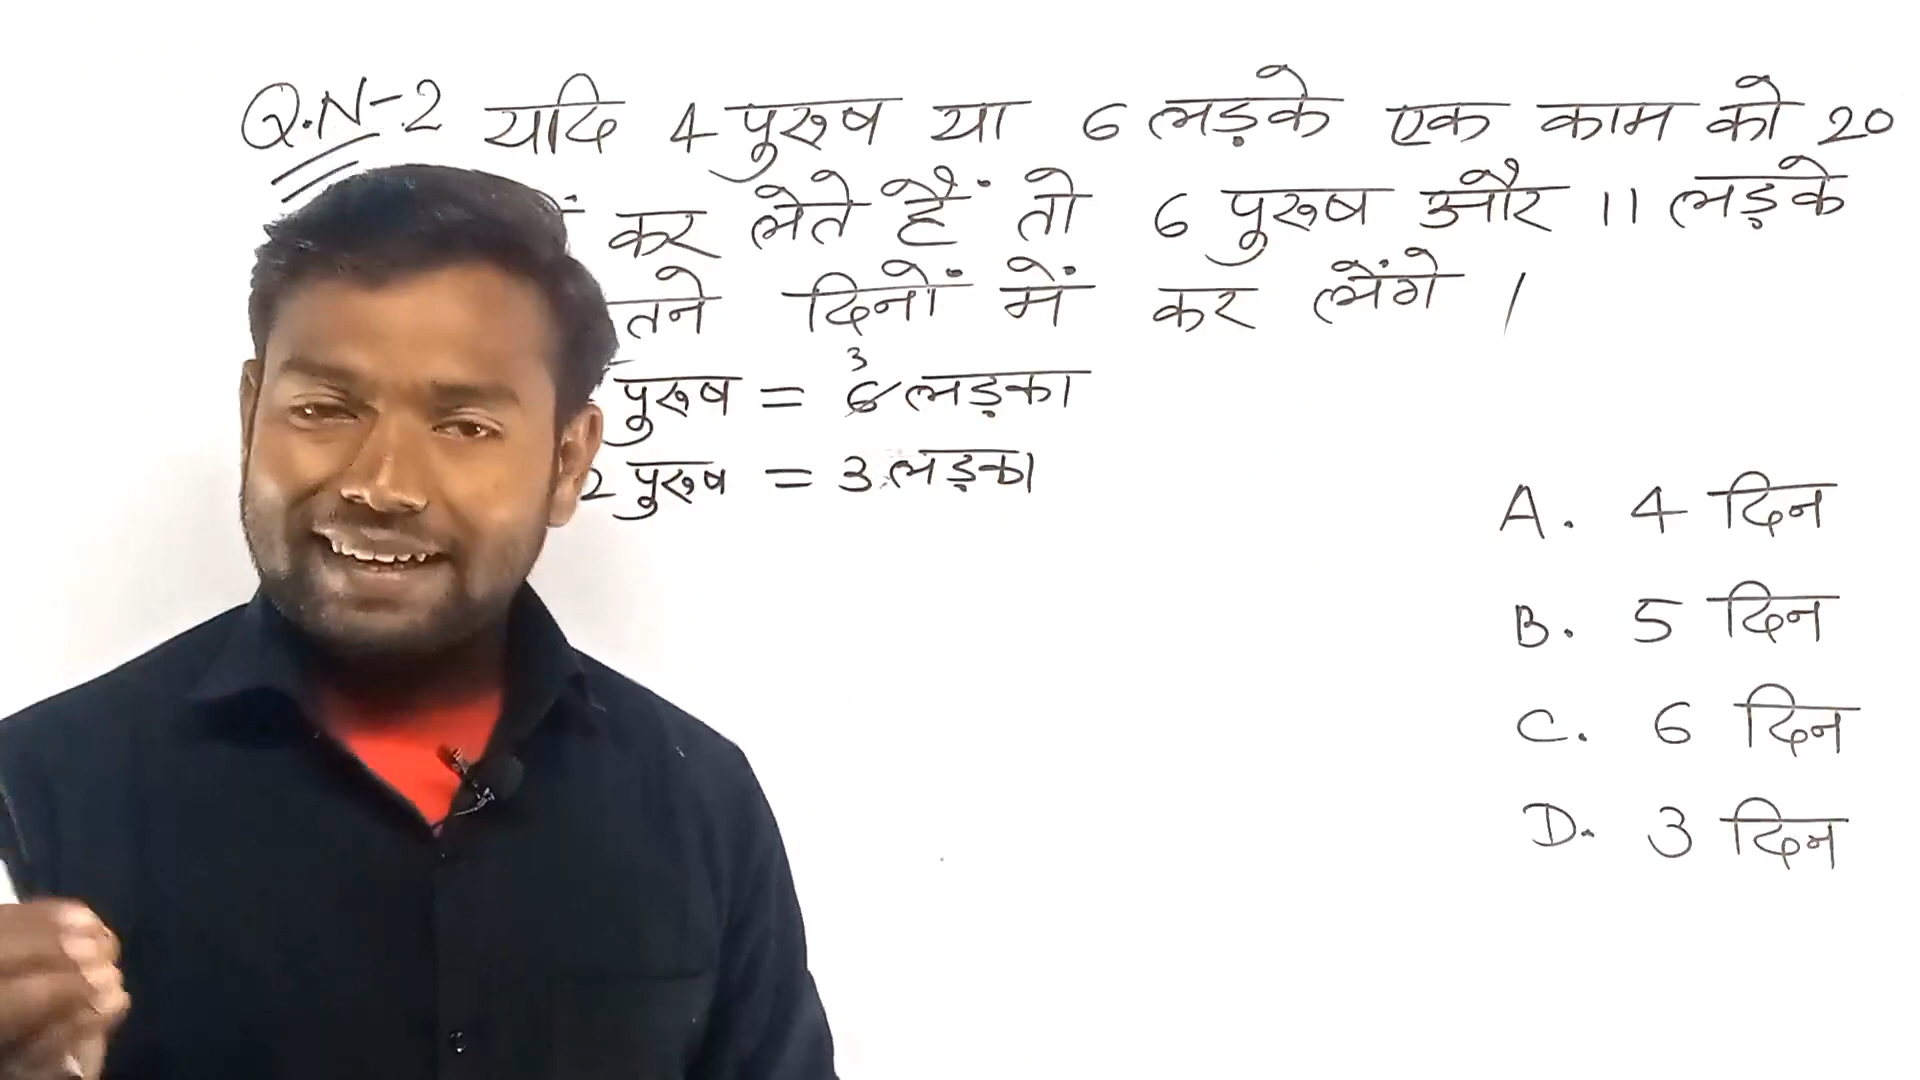 Q.N-2 यदि 4 पुरुष या 6 लड़के एक काम को 20
कर लेते हैं तो 6 पुरुष और 11 लड़के
दिनों में कर लेंगे ।
3
पुरुष = 6 लड़का
2 पुरुष = 3 लड़का
A. 4 दिन
B. 5 दिन
C. 6 दिन
D. 3 दिन